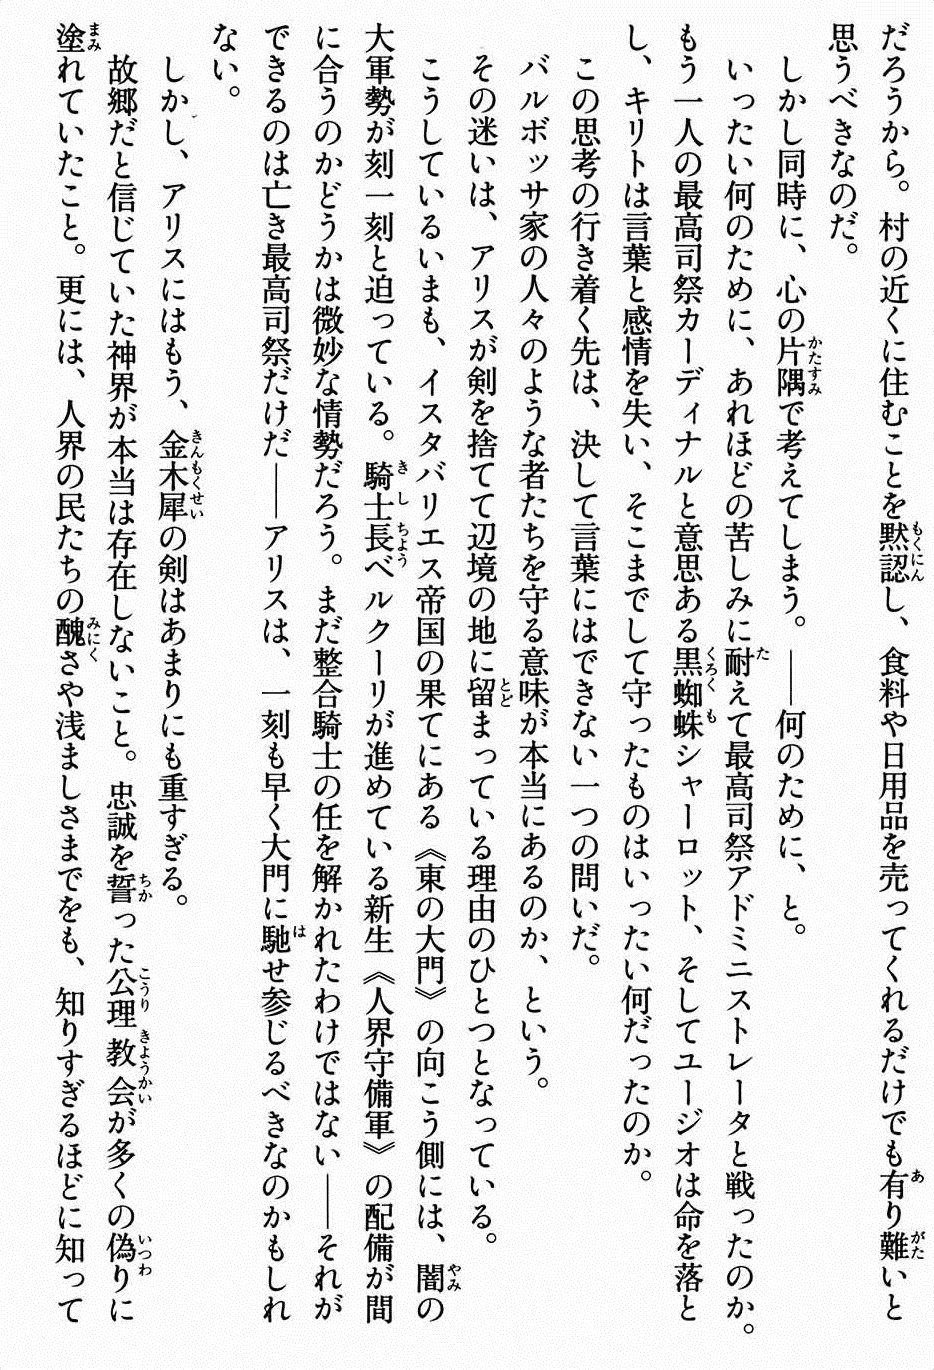 だろうから。村の近くに住むことを黙認し、食料や日用品を売ってくれるだけでも有り難いと
思うべきなのだ。
しかし同時に、心の片隅で考えてしまう。――何のために、と。
いったい何のために、あれほどの苦しみに耐えて最高司祭アドミニストレータと戦ったのか。
もう一人の最高司祭カーディナルと意思ある黒蜘蛛シャーロット、そしてユージオは命を落と
し、キリトは言葉と感情を失い、そこまでして守ったものはいったい何だったのか。
この思考の行き着く先は、決して言葉にはできない一つの問いだ。
バルボッサ家の人々のような者たちを守る意味が本当にあるのか、という。
その迷いは、アリスが剣を捨てて辺境の地に留まっている理由のひとつとなっている。
こうしているいまも、イスタバリエス帝国の果てにある《東の大門》の向こう側には、闇の
大軍勢が刻一刻と迫っている。騎士長ベルクーリが進めている新生《人界守備軍》の配備が間
に合うのかどうかは微妙な情勢だろう。まだ整合騎士の任を解かれたわけではない――それが
できるのは亡き最高司祭だけだ――アリスは、一刻も早く大門に馳せ参じるべきなのかもしれ
ない。
しかし、アリスにはもう、金木犀の剣はあまりにも重すぎる。
故郷だと信じていた神界が本当は存在しないこと。忠誠を誓った公理教会が多くの偽りに
塗れていたこと。更には、人界の民たちの醜さや浅ましさまでをも、知りすぎるほどに知って